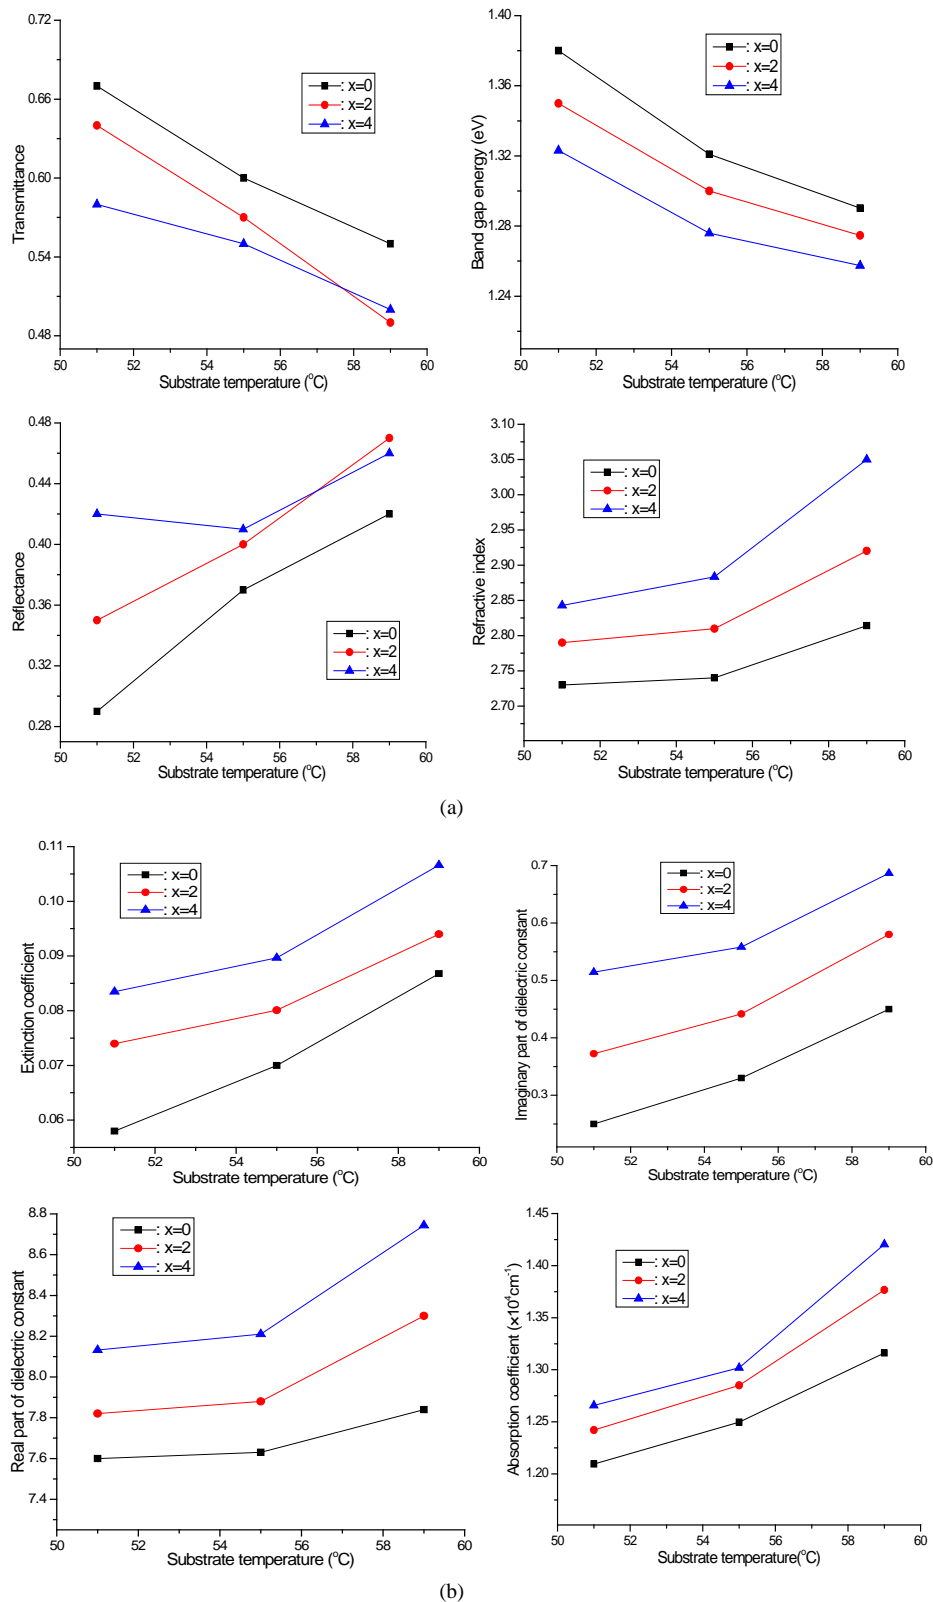 0.72
0.66
0.60
0.54
0.48
Transmittance
: x=0
: x=2
: x=4
50 52 54 56 58 60
Substrate temperature (°C)
1.40
1.36
1.32
1.28
1.24
Band gap energy (eV)
: x=0
: x=2
: x=4
50 52 54 56 58 60
Substrate temperature (°C)
0.48
0.44
0.40
0.36
0.32
0.28
Reflectance
: x=0
: x=2
: x=4
50 52 54 56 58 60
Substrate temperature (°C)
3.10
3.05
3.00
2.95
2.90
2.85
2.80
2.75
2.70
Refractive index
: x=0
: x=2
: x=4
50 52 54 56 58 60
Substrate temperature (°C)
(a)
0.11
0.10
0.09
0.08
0.07
0.06
Extinction coefficient
: x=0
: x=2
: x=4
50 52 54 56 58 60
Substrate temperature (°C)
0.7
0.6
0.5
0.4
0.3
Imaginary part of dielectric constant
: x=0
: x=2
: x=4
50 52 54 56 58 60
Substrate temperature (°C)
8.8
8.6
8.4
8.2
8.0
7.8
7.6
7.4
Real part of dielectric constant
: x=0
: x=2
: x=4
50 52 54 56 58 60
Substrate temperature (°C)
1.45
1.40
1.35
1.30
1.25
1.20
Absorption coefficient (×10⁴cm⁻¹)
: x=0
: x=2
: x=4
50 52 54 56 58 60
Substrate temperature(°C)
(b)